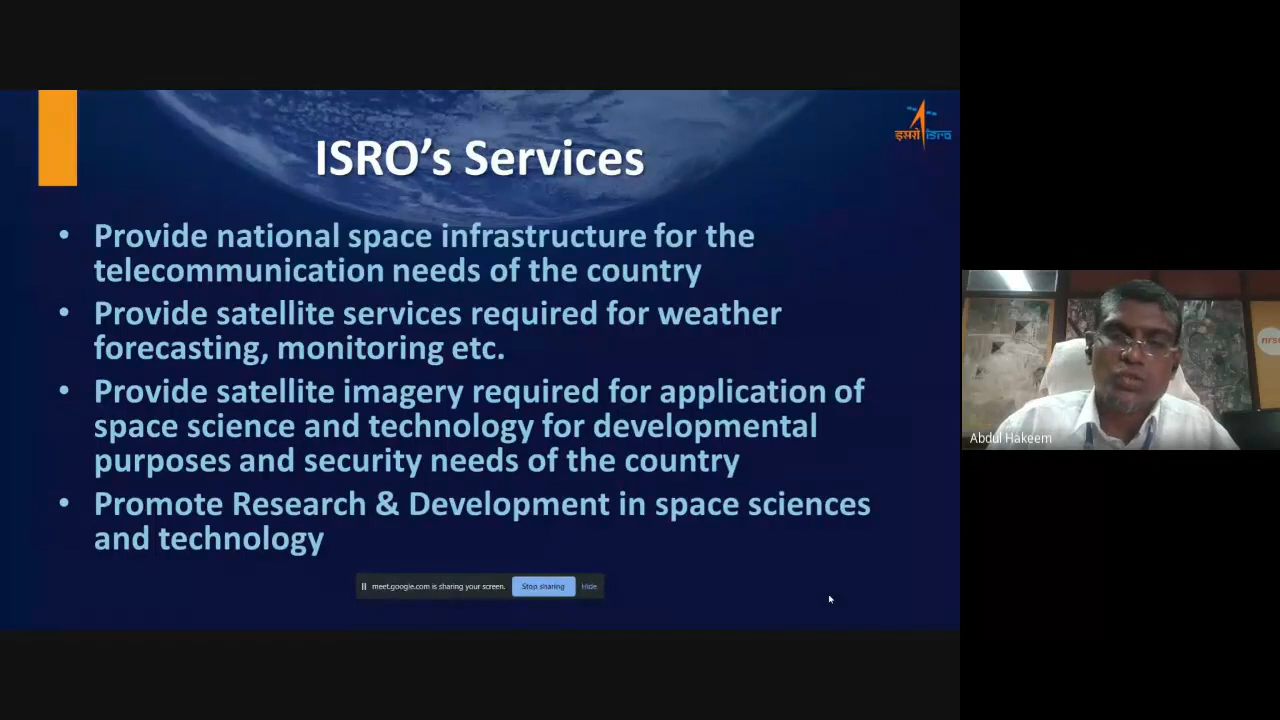 ISRO's Services
इसरो isro
• Provide national space infrastructure for the
telecommunication needs of the country
• Provide satellite services required for weather
forecasting, monitoring etc.
• Provide satellite imagery required for application of
space science and technology for developmental
purposes and security needs of the country
• Promote Research & Development in space sciences
and technology
meet.google.com is sharing your screen. Stop sharing Hide
nrsc
Abdul Hakeem